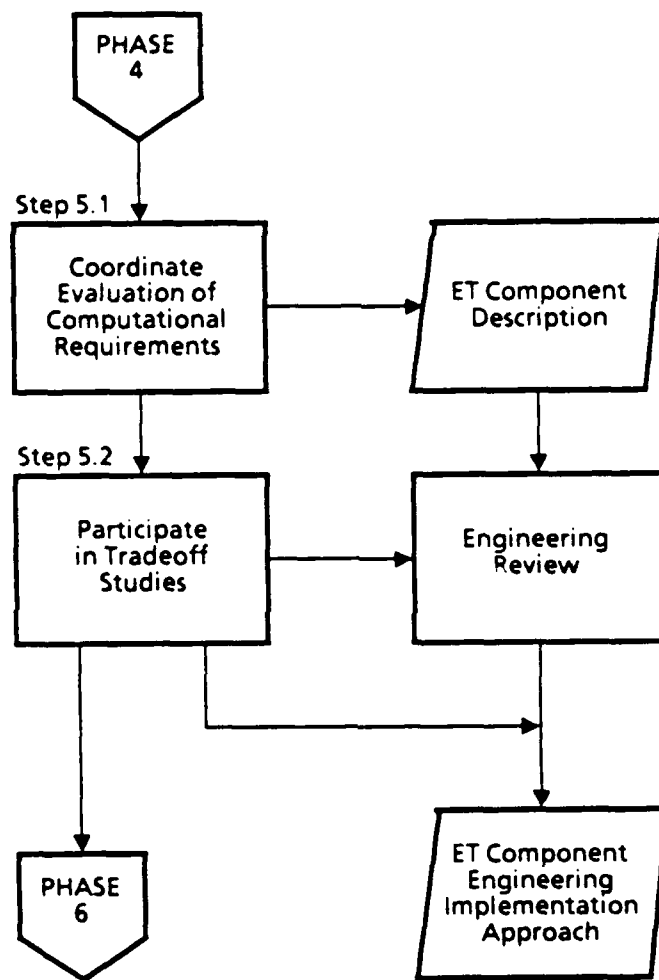 PHASE
4
Step 5.1
Coordinate
Evaluation of
Computational
Requirements
ET Component
Description
Step 5.2
Participate
in Tradeoff
Studies
Engineering
Review
PHASE
6
ET Component
Engineering
Implementation
Approach